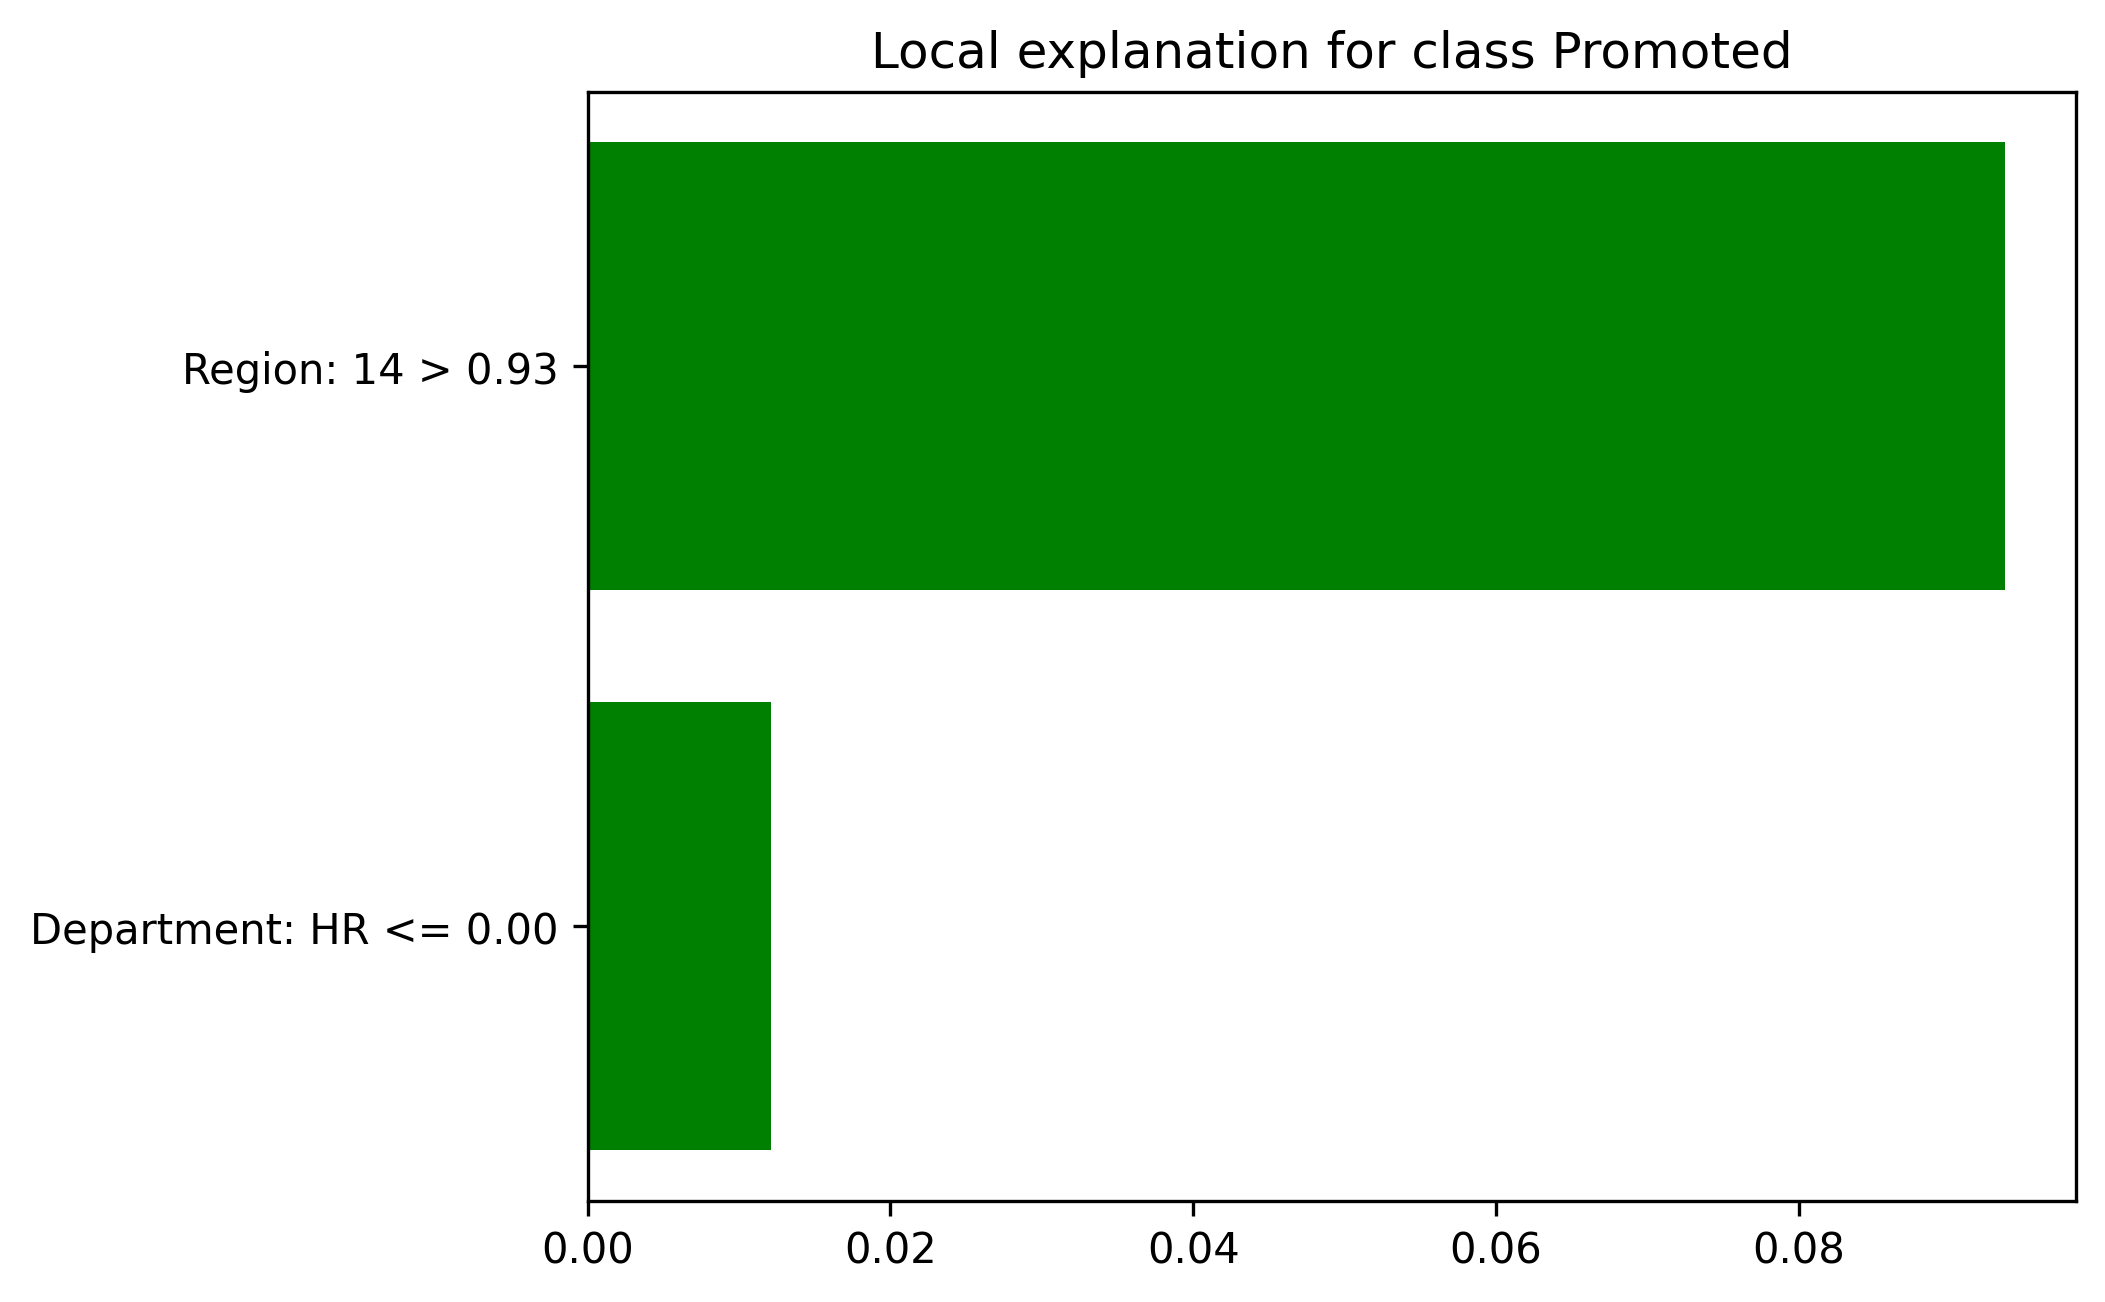 Local explanation for class Promoted
Region: 14 > 0.93
Department: HR <= 0.00
0.00 0.02 0.04 0.06 0.08